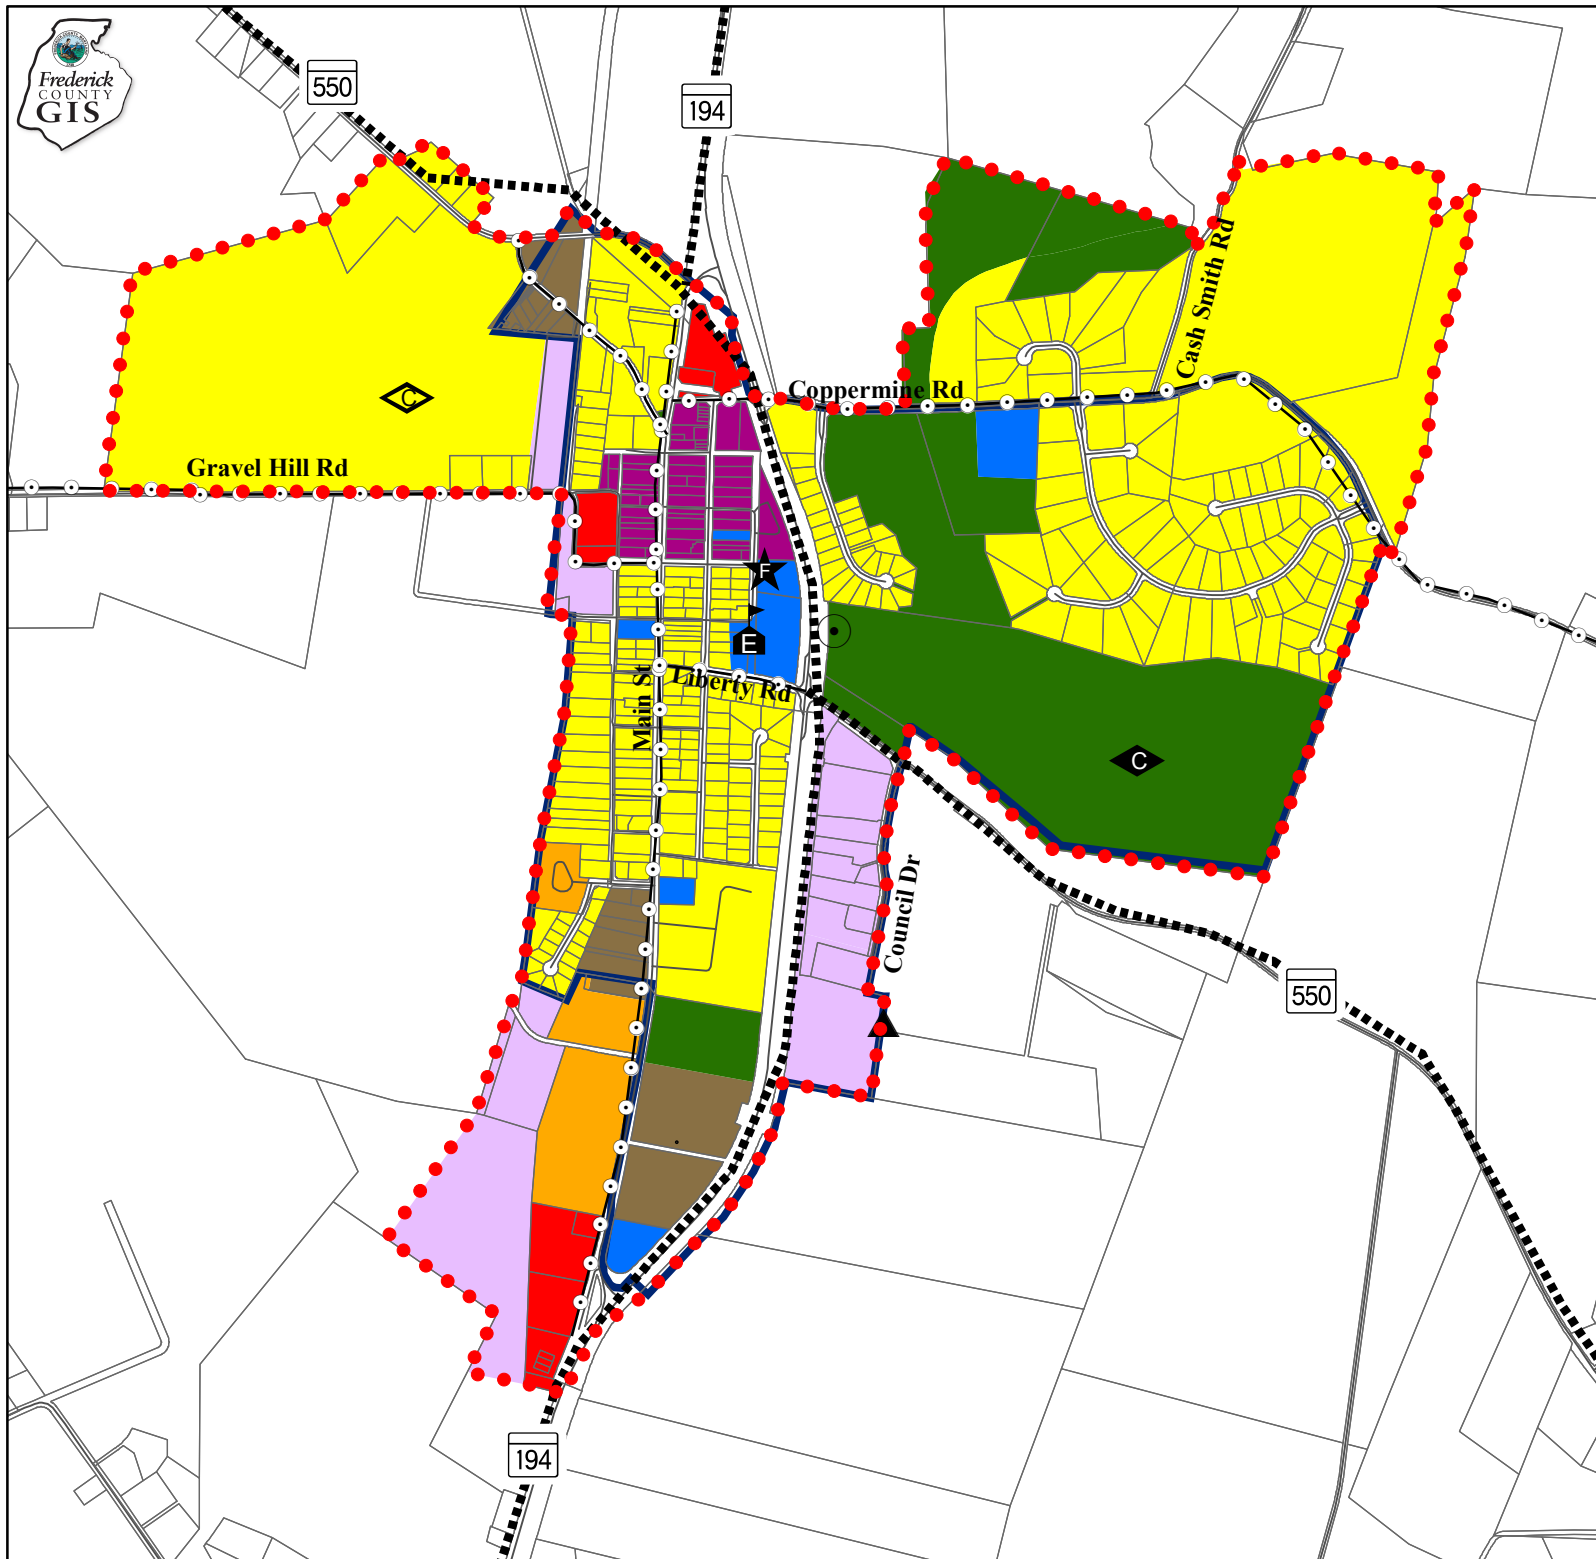 Frederick
COUNTY
GIS
550
194
Cash Smith Rd
Coppermine Rd
C
Gravel Hill Rd
F
E
Liberty Rd
Main St
C
Council Dr
550
194